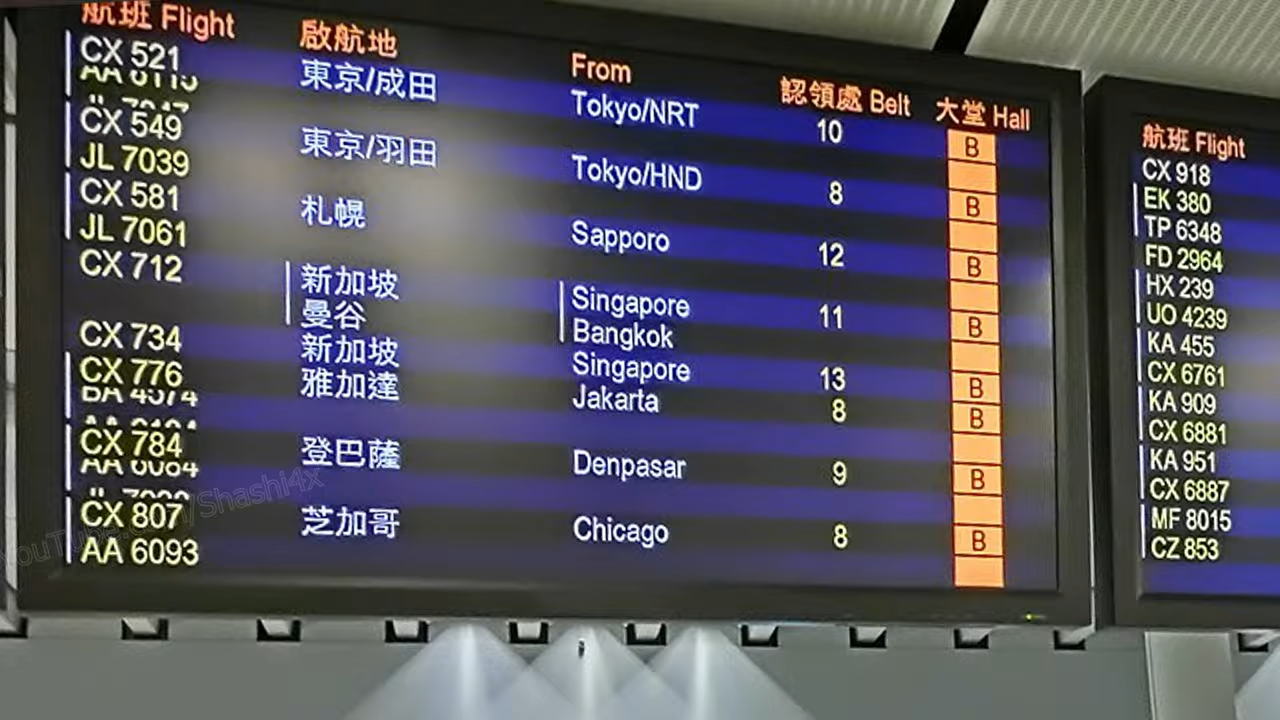 航班 Flight 啟航地 From 認領處 Belt 大堂 Hall
CX 521 東京/成田 Tokyo/NRT 10 B
CX 549 東京/羽田 Tokyo/HND 8 B
JL 7039
CX 581 札幌 Sapporo 12 B
JL 7061
CX 712 新加坡 Singapore 11 B
曼谷 Bangkok
CX 734 新加坡 Singapore 13 B
CX 776 雅加達 Jakarta 8 B
CX 784 登巴薩 Denpasar 9 B
CX 807 芝加哥 Chicago 8 B
AA 6093
航班 Flight
CX 918
EK 380
TP 6348
FD 2964
HX 239
UO 4239
KA 455
CX 6761
KA 909
CX 6881
KA 951
CX 6887
MF 8015
CZ 853
YouTube.com/Shashi4x